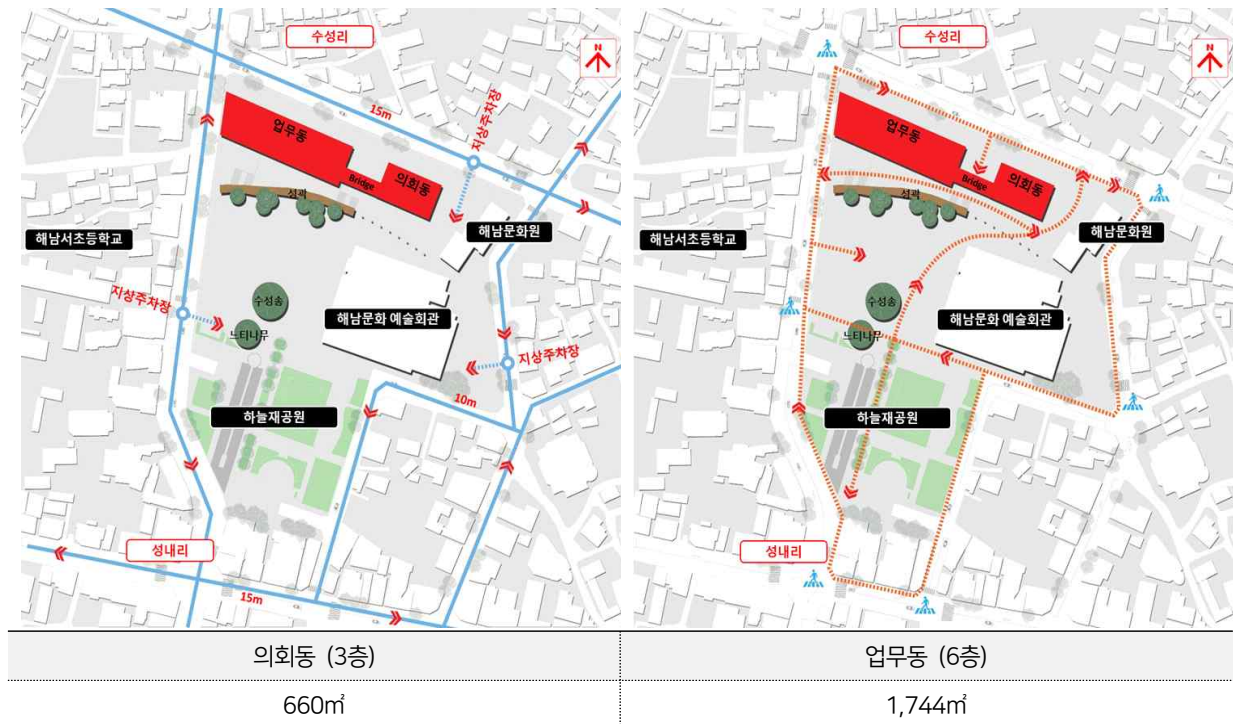 수성리
N
15m
지상주차장
업무동
Bridge
의회동
성곽
해남문화원
해남서초등학교
지상주차장
수성송
느티나무
해남문화 예술회관
지상주차장
10m
하늘재공원
성내리
15m
수성리
N
업무동
Bridge
의회동
성곽
해남문화원
해남서초등학교
수성송
느티나무
해남문화 예술회관
하늘재공원
성내리
의회동 (3층)
업무동 (6층)
660㎡
1,744㎡